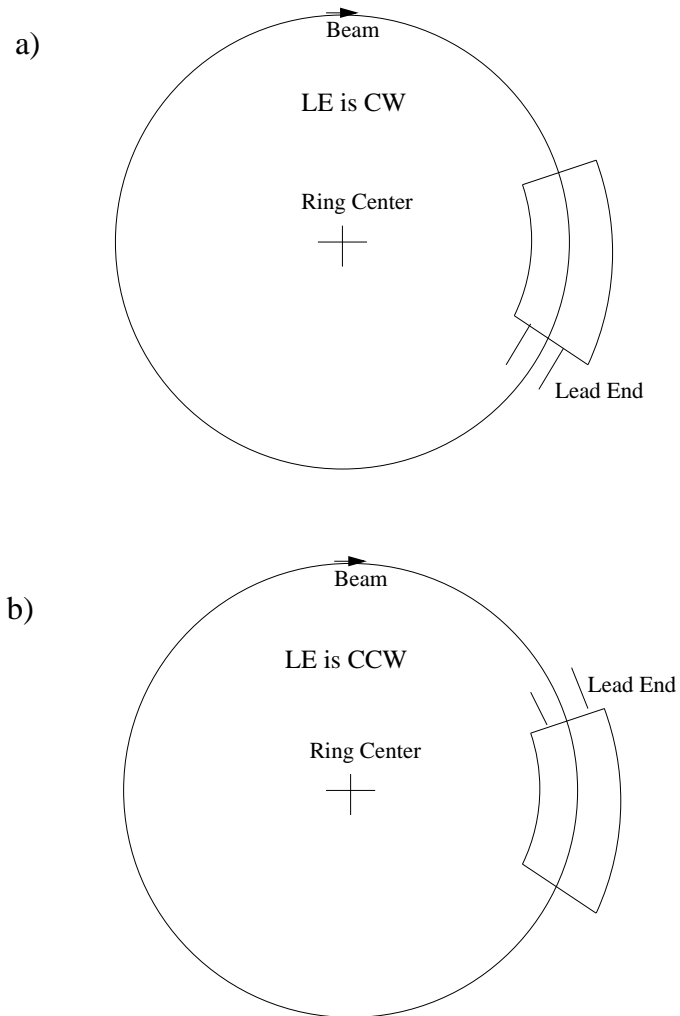 a)
Beam
LE is CW
Ring Center
Lead End
b)
Beam
LE is CCW
Lead End
Ring Center